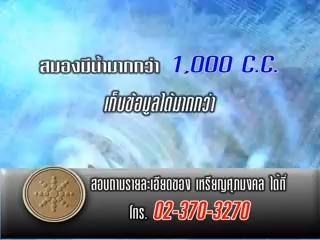 สมองมีน้ำมากกว่า 1,000 C.C.
เก็บข้อมูลได้มากกว่า
สอบถามรายละเอียดของ เหรียญศุภมงคล ได้ที่
โทร. 02-370-3270